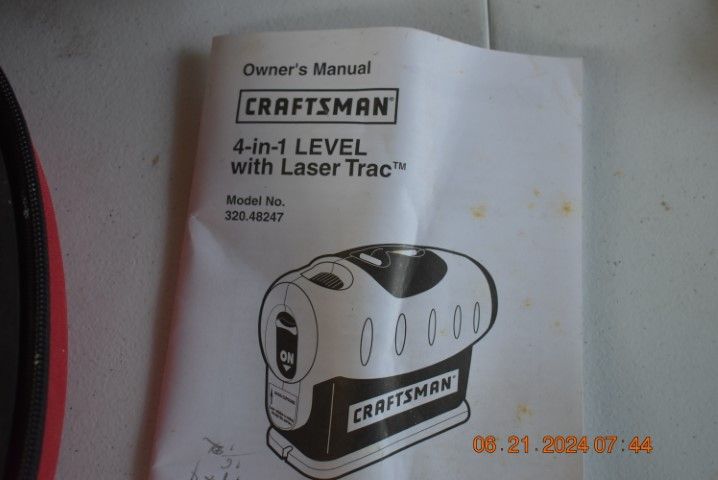 Owner's Manual
CRAFTSMAN®
4-in-1 LEVEL
with Laser Trac™
Model No.
320.48247
ON
CRAFTSMAN®
06.21.2024 07:44